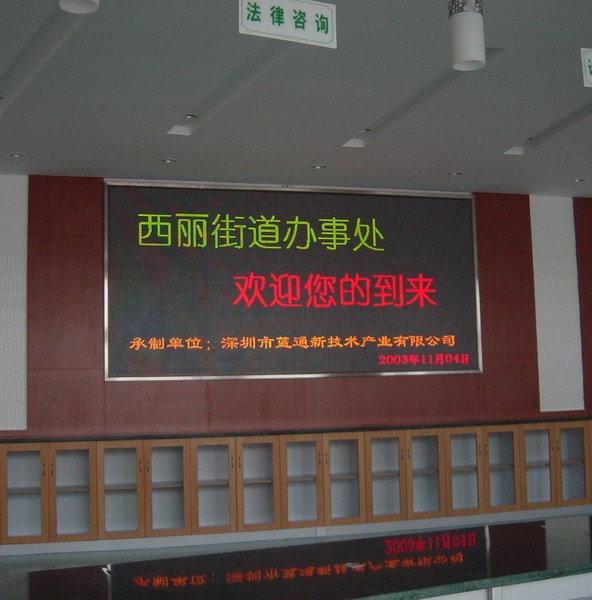 法律咨询
西丽街道办事处
欢迎您的到来
承制单位：深圳市蓝通新技术产业有限公司
2003年11月04日